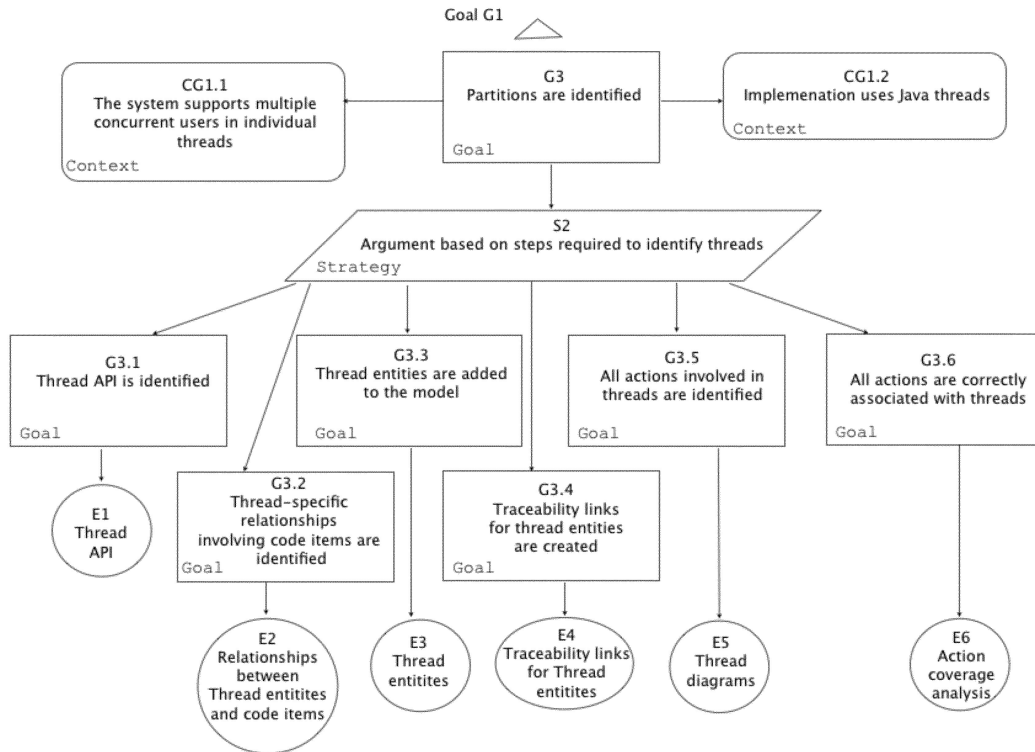 Goal G1
G3
Partitions are identified
Goal
CG1.1
The system supports multiple
concurrent users in individual
threads
Context
CG1.2
Implemenation uses Java threads
Context
S2
Argument based on steps required to identify threads
Strategy
G3.1
Thread API is identified
Goal
G3.2
Thread-specific
relationships
involving code items are
identified
Goal
G3.3
Thread entities are added
to the model
Goal
G3.4
Traceability links
for thread entities
are created
Goal
G3.5
All actions involved in
threads are identified
Goal
G3.6
All actions are correctly
associated with threads
Goal
E1
Thread
API
E2
Relationships
between
Thread entitites
and code items
E3
Thread
entitites
E4
Traceability links
for Thread
entitites
E5
Thread
diagrams
E6
Action
coverage
analysis